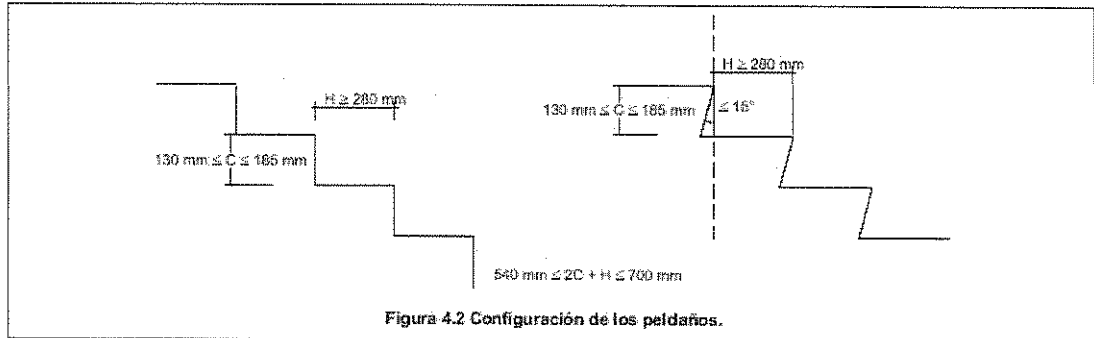 H ≥ 280 mm
130 mm ≤ C ≤ 185 mm
540 mm ≤ 2C + H ≤ 700 mm
H ≥ 280 mm
130 mm ≤ C ≤ 185 mm
≤ 15°
Figura 4.2 Configuración de los peldaños.